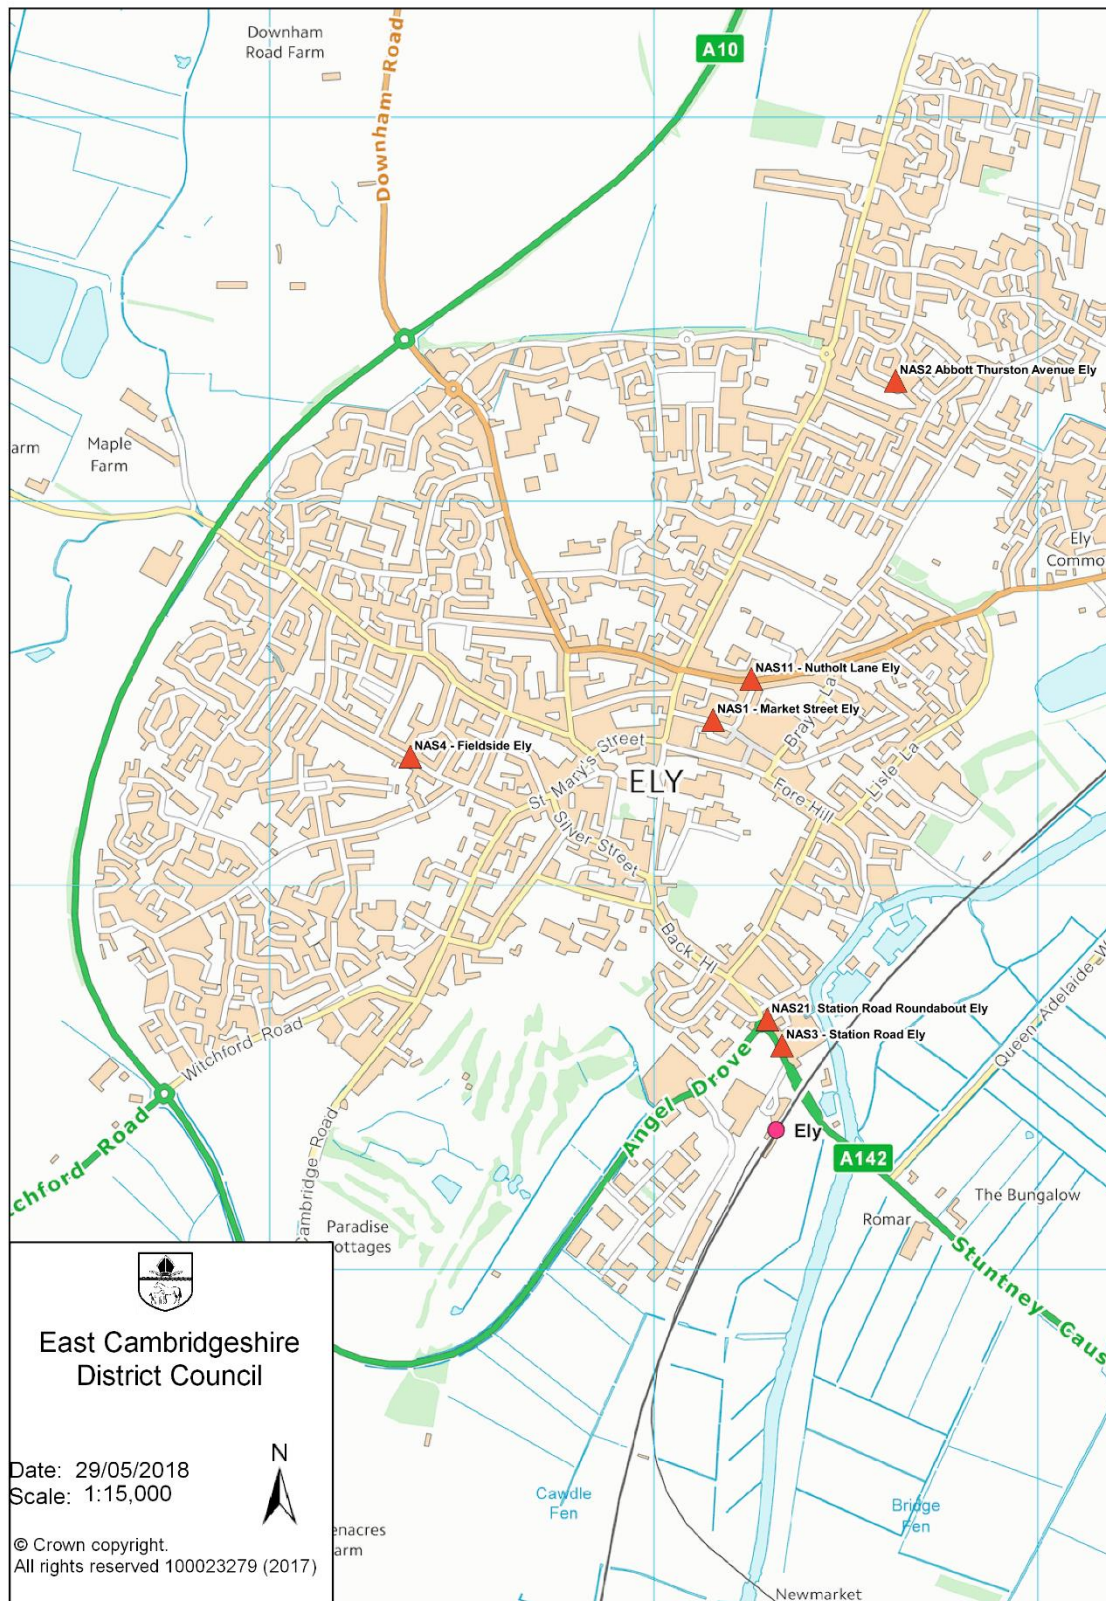 Downham
Road Farm
Downham Road
A10
NAS2 Abbott Thurston Avenue Ely
arm
Maple
Farm
Ely
Commo
NAS11 - Nutholt Lane Ely
NAS1 - Market Street Ely
Bray La
NAS4 - Fieldside Ely
St Mary's Street
ELY
Lisle La
Fore Hill
Silver Street
Back Hl
NAS21 Station Road Roundabout Ely
NAS3 - Station Road Ely
Queen Adelaide W
Witchford Road
Angel Drove
tchford Road
Ely
A142
Cambridge Road
The Bungalow
Romar
Paradise
ottages
Stuntney Caus
East Cambridgeshire
District Council
N
Date: 29/05/2018
Scale: 1:15,000
Cawdle
Fen
Bridge
Fen
enacres
arm
© Crown copyright.
All rights reserved 100023279 (2017)
Newmarket